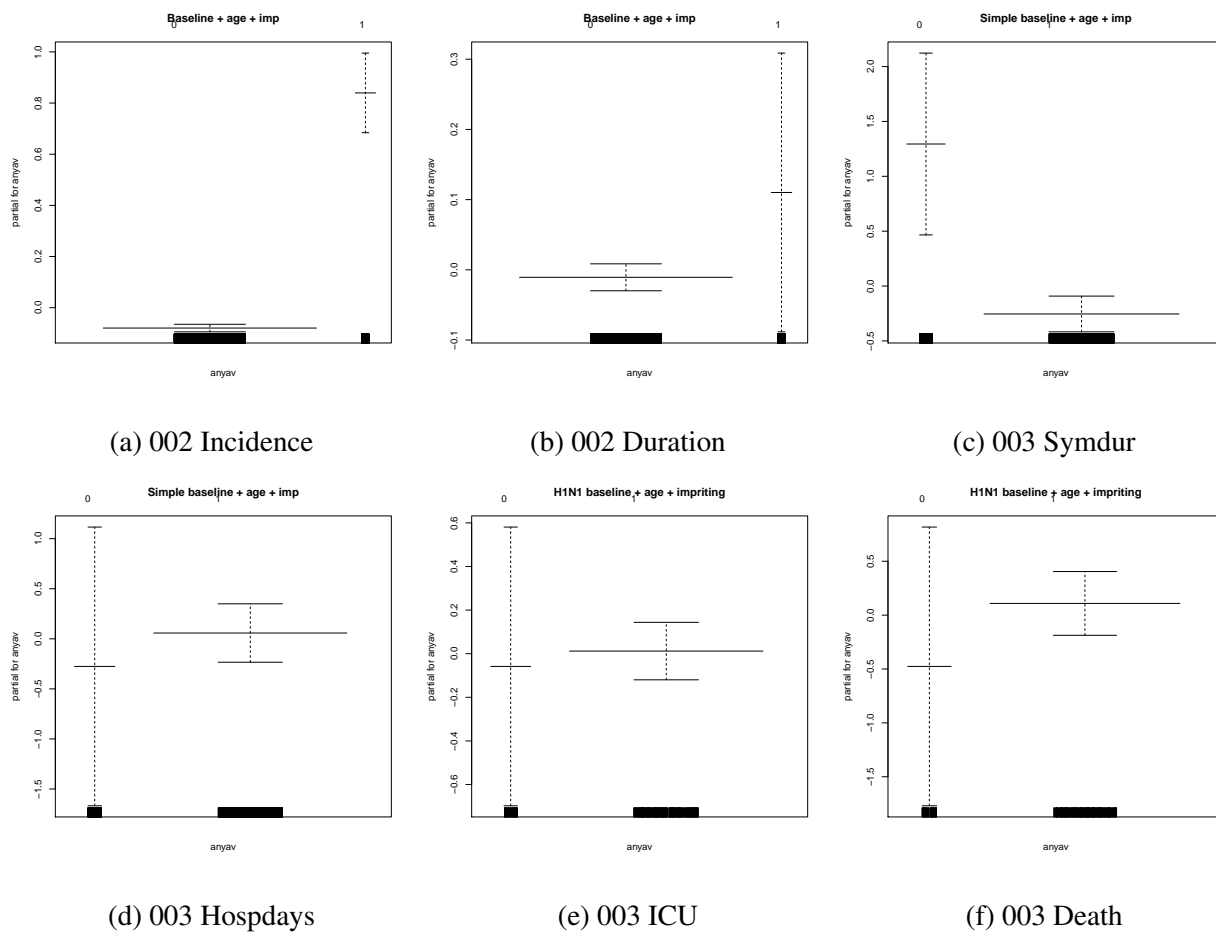 Baseline + age + imp
0 1
partial for anyav
0.0 0.2 0.4 0.6 0.8 1.0
anyav
(a) 002 Incidence
Baseline + age + imp
0 1
partial for anyav
−0.1 0.0 0.1 0.2 0.3
anyav
(b) 002 Duration
Simple baseline + age + imp
0 1
partial for anyav
−0.5 0.0 0.5 1.0 1.5 2.0
anyav
(c) 003 Symdur
Simple baseline + age + imp
0 1
partial for anyav
−1.5 −1.0 −0.5 0.0 0.5 1.0
anyav
(d) 003 Hospdays
H1N1 baseline + age + impriting
0 1
partial for anyav
−0.6 −0.4 −0.2 0.0 0.2 0.4 0.6
anyav
(e) 003 ICU
H1N1 baseline + age + impriting
0 1
partial for anyav
−1.5 −1.0 −0.5 0.0 0.5
anyav
(f) 003 Death